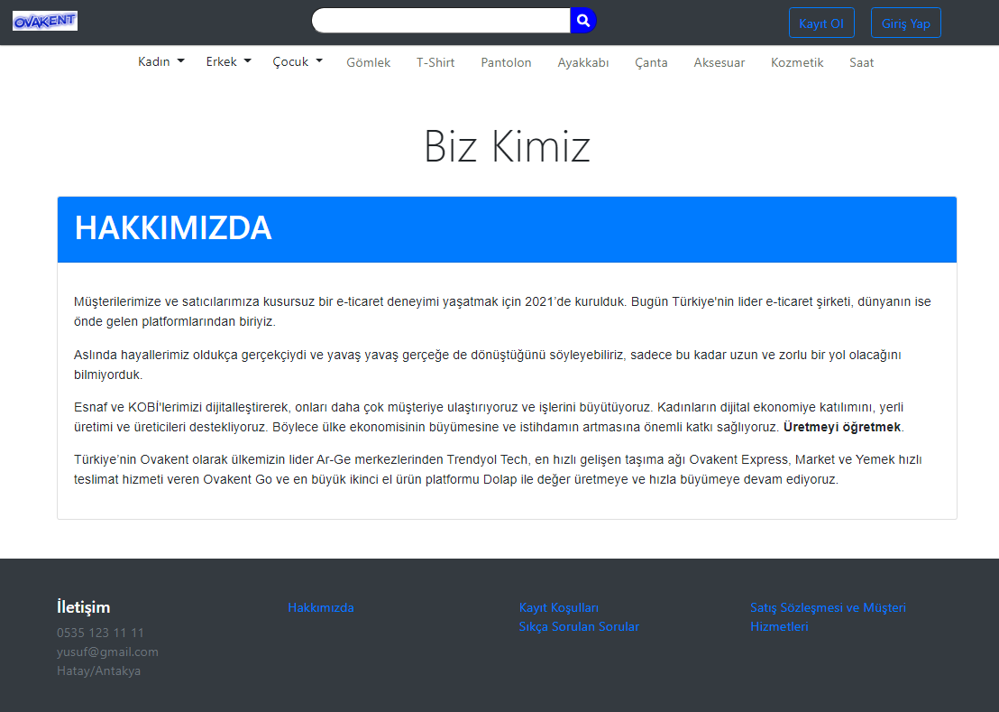 OVAKENT
Kayıt Ol
Giriş Yap
Kadın
Erkek
Çocuk
Gömlek
T-Shirt
Pantolon
Ayakkabı
Çanta
Aksesuar
Kozmetik
Saat
Biz Kimiz
HAKKIMIZDA
Müşterilerimize ve satıcılarımıza kusursuz bir e-ticaret deneyimi yaşatmak için 2021’de kurulduk. Bugün Türkiye'nin lider e-ticaret şirketi, dünyanın ise
önde gelen platformlarından biriyiz.
Aslında hayallerimiz oldukça gerçekçiydi ve yavaş yavaş gerçeğe de dönüştüğünü söyleyebiliriz, sadece bu kadar uzun ve zorlu bir yol olacağını
bilmiyorduk.
Esnaf ve KOBİ'lerimizi dijitalleştirerek, onları daha çok müşteriye ulaştırıyoruz ve işlerini büyütüyoruz. Kadınların dijital ekonomiye katılımını, yerli
üretimi ve üreticileri destekliyoruz. Böylece ülke ekonomisinin büyümesine ve istihdamın artmasına önemli katkı sağlıyoruz. Üretmeyi öğretmek.
Türkiye’nin Ovakent olarak ülkemizin lider Ar-Ge merkezlerinden Trendyol Tech, en hızlı gelişen taşıma ağı Ovakent Express, Market ve Yemek hızlı
teslimat hizmeti veren Ovakent Go ve en büyük ikinci el ürün platformu Dolap ile değer üretmeye ve hızla büyümeye devam ediyoruz.
İletişim
0535 123 11 11
yusuf@gmail.com
Hatay/Antakya
Hakkımızda
Kayıt Koşulları
Sıkça Sorulan Sorular
Satış Sözleşmesi ve Müşteri
Hizmetleri